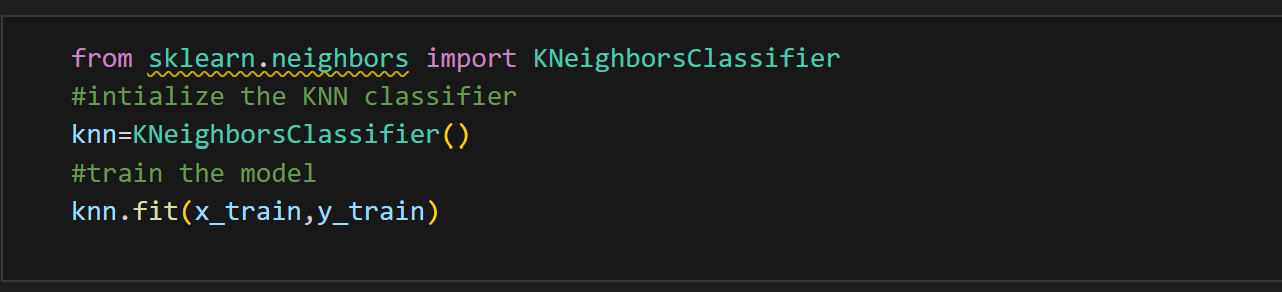 from sklearn.neighbors import KNeighborsClassifier
#intialize the KNN classifier
knn=KNeighborsClassifier()
#train the model
knn.fit(x_train,y_train)